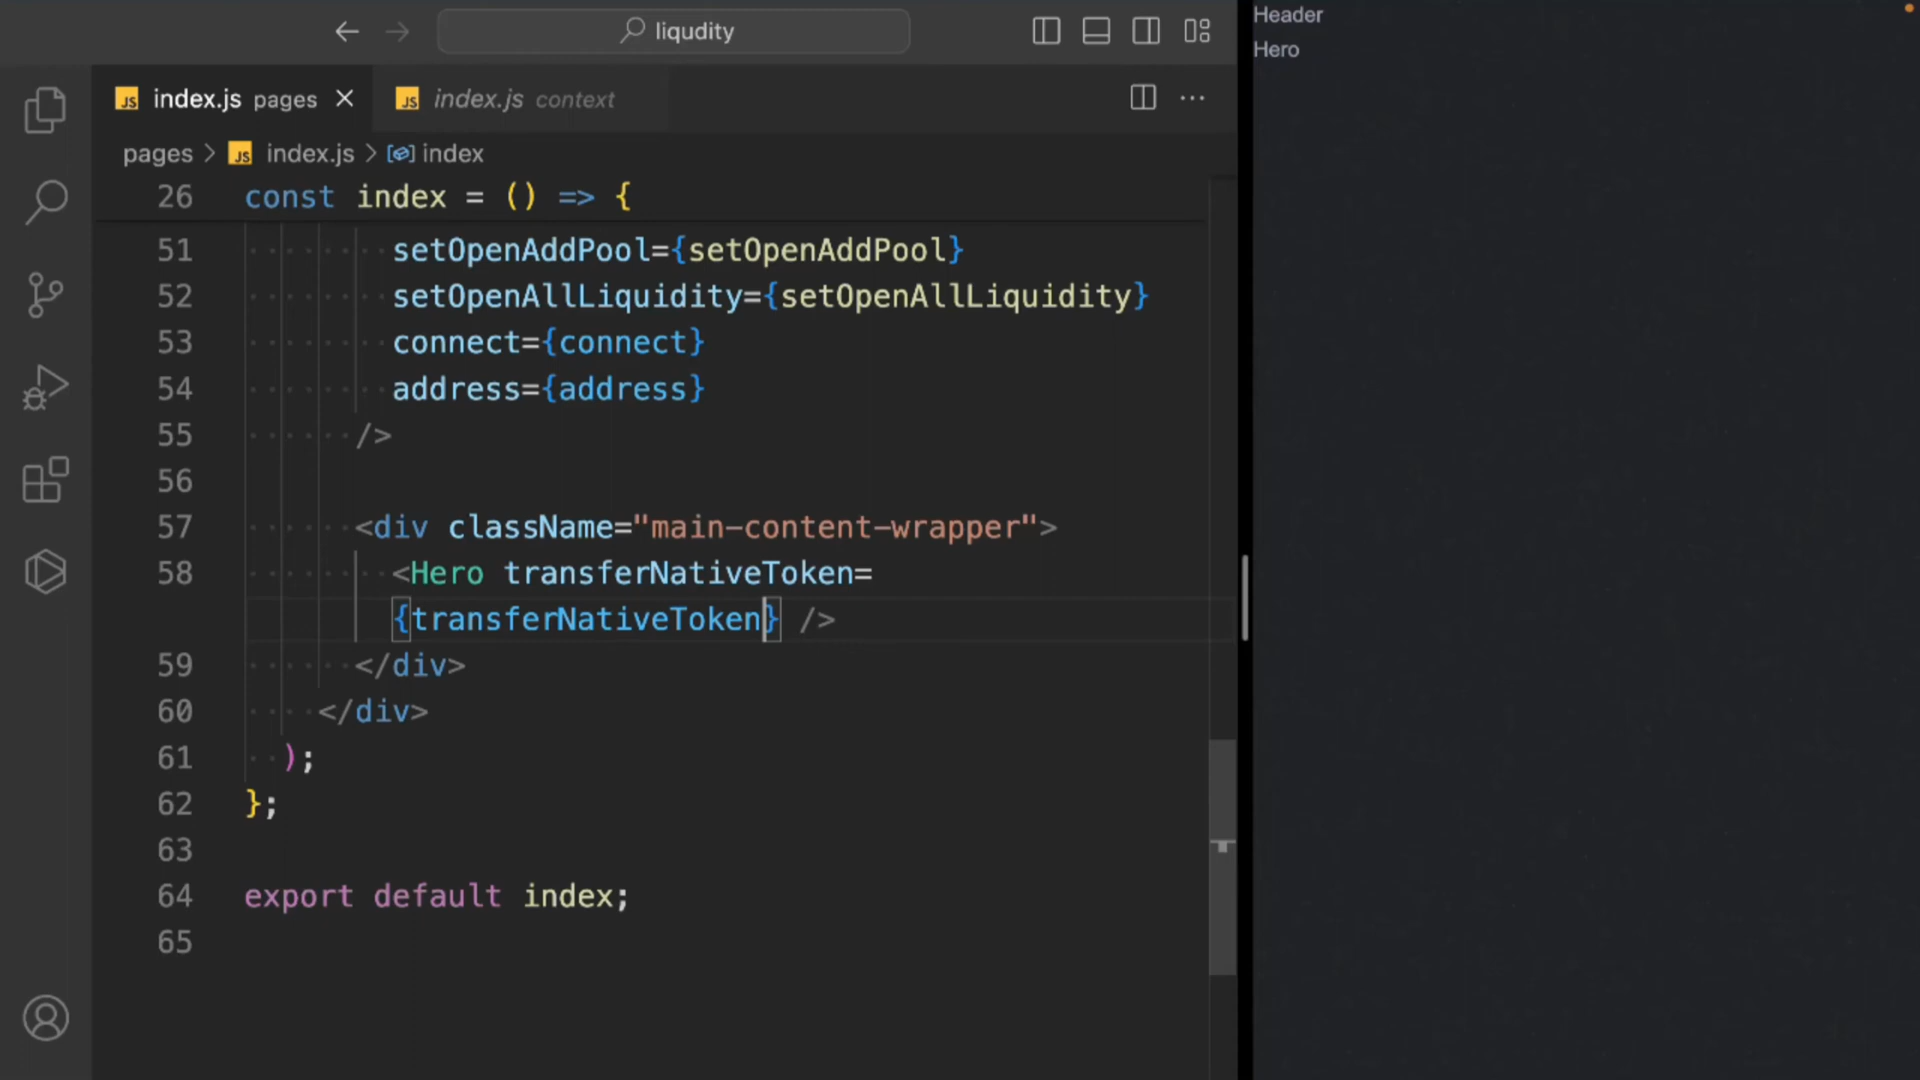 liqudity
Header
Hero
index.js pages
index.js context
pages > index.js > index
26 const index = () => {
51 setOpenAddPool={setOpenAddPool}
52 setOpenAllLiquidity={setOpenAllLiquidity}
53 connect={connect}
54 address={address}
55 />
56
57 <div className="main-content-wrapper">
58 <Hero transferNativeToken=
{transferNativeToken} />
59 </div>
60 </div>
61 );
62 };
63
64 export default index;
65